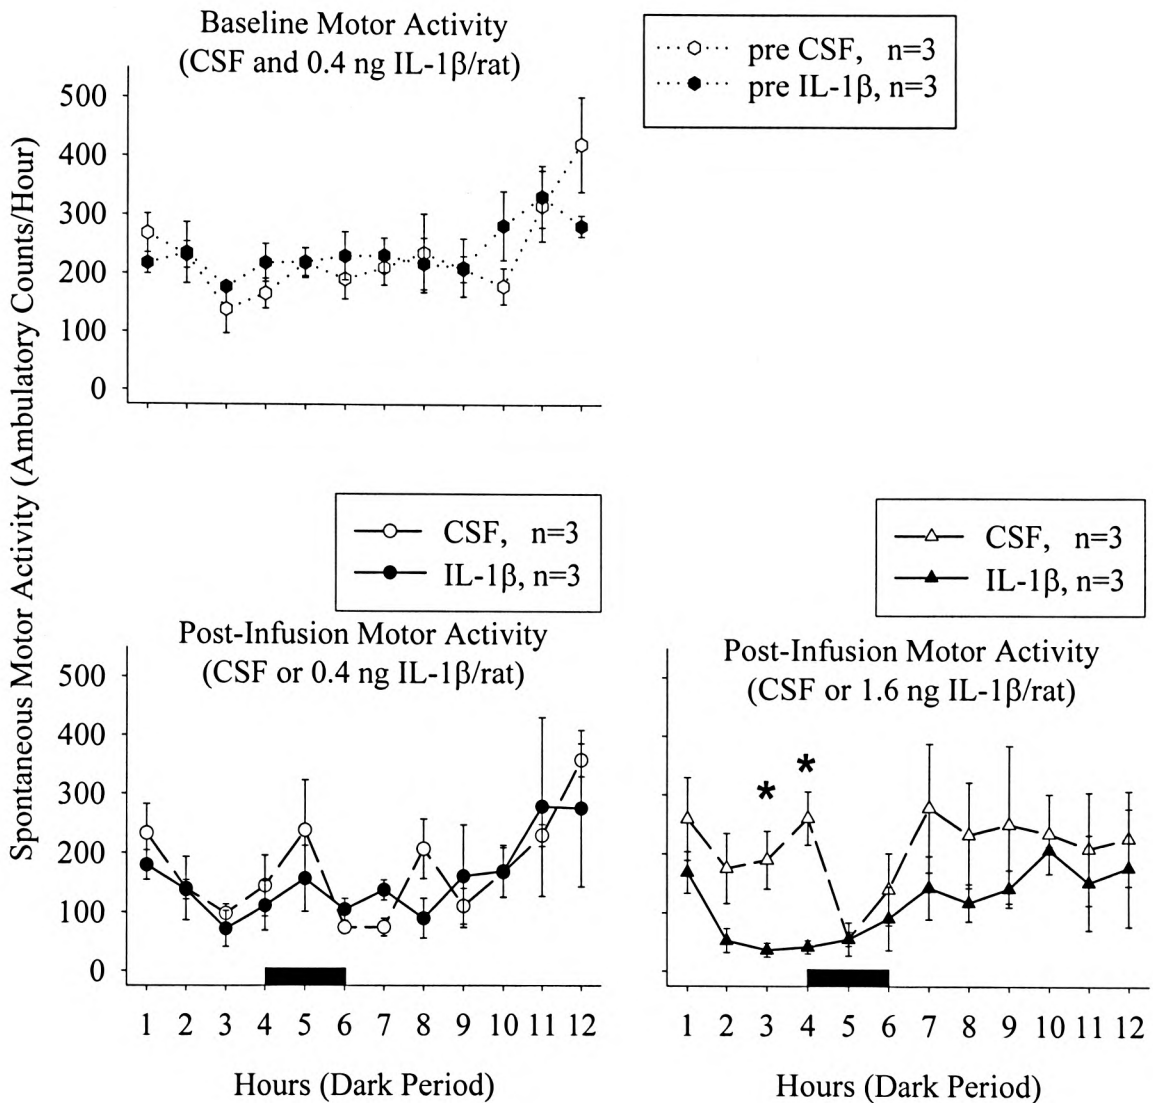 Baseline Motor Activity
(CSF and 0.4 ng IL-1β/rat)
pre CSF, n=3
pre IL-1β, n=3
Spontaneous Motor Activity (Ambulatory Counts/Hour)
500
400
300
200
100
0
CSF, n=3
IL-1β, n=3
Post-Infusion Motor Activity
(CSF or 0.4 ng IL-1β/rat)
500
400
300
200
100
0
1 2 3 4 5 6 7 8 9 10 11 12
Hours (Dark Period)
CSF, n=3
IL-1β, n=3
Post-Infusion Motor Activity
(CSF or 1.6 ng IL-1β/rat)
* *
1 2 3 4 5 6 7 8 9 10 11 12
Hours (Dark Period)